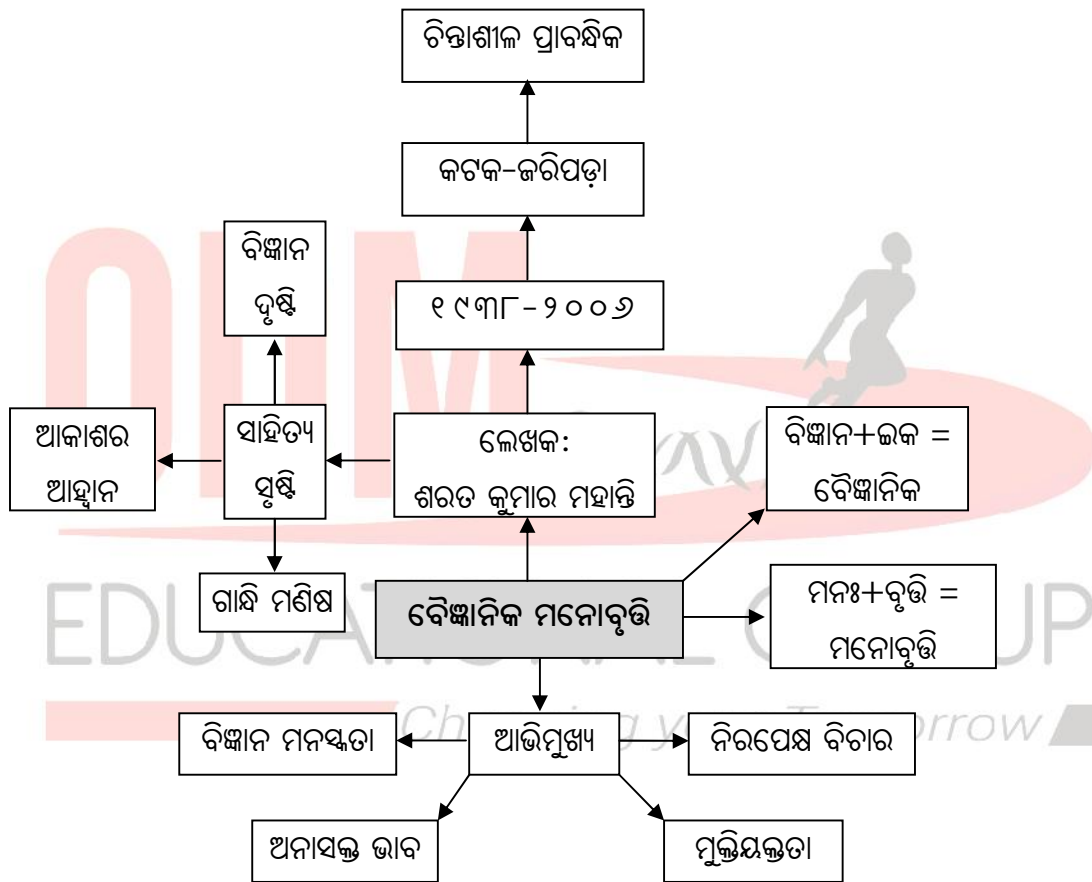 ଚିନ୍ତାଶୀଳ ପ୍ରାବନ୍ଧିକ
କଟକ-ଜରିପଡ଼ା
ବିଜ୍ଞାନ
ଦୃଷ୍ଟି
୧୯୩୮-୨୦୦୬
ଆକାଶର
ଆହ୍ୱାନ
ସାହିତ୍ୟ
ସୃଷ୍ଟି
ଲେଖକ:
ଶରତ କୁମାର ମହାନ୍ତି
ବିଜ୍ଞାନ+ଇକ =
ବୈଜ୍ଞାନିକ
ଗାନ୍ଧି ମଣିଷ
ବୈଜ୍ଞାନିକ ମନୋବୃତ୍ତି
ମନଃ+ବୃତ୍ତି =
ମନୋବୃତ୍ତି
ବିଜ୍ଞାନ ମନସ୍କତା
ଆଭିମୁଖ୍ୟ
ନିରପେକ୍ଷ ବିଚାର
ଅନାସକ୍ତ ଭାବ
ମୁକ୍ତିୟକ୍ତତା